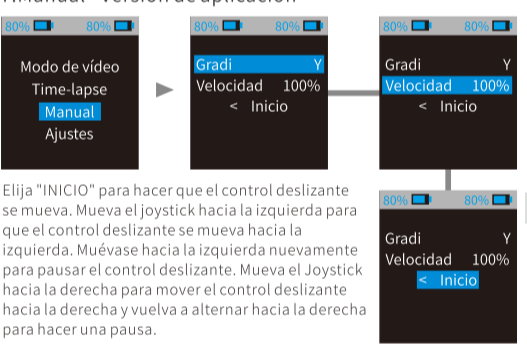 80% 80%
Modo de vídeo
Time-lapse
Manual
Ajustes
80% 80%
Gradi Y
Velocidad 100%
< Inicio
80% 80%
Gradi Y
Velocidad 100%
< Inicio
Elija "INICIO" para hacer que el control deslizante
se mueva. Mueva el joystick hacia la izquierda para
que el control deslizante se mueva hacia la
izquierda. Muévase hacia la izquierda nuevamente
para pausar el control deslizante. Mueva el Joystick
hacia la derecha para mover el control deslizante
hacia la derecha y vuelva a alternar hacia la derecha
para hacer una pausa.
80% 80%
Gradi Y
Velocidad 100%
< Inicio